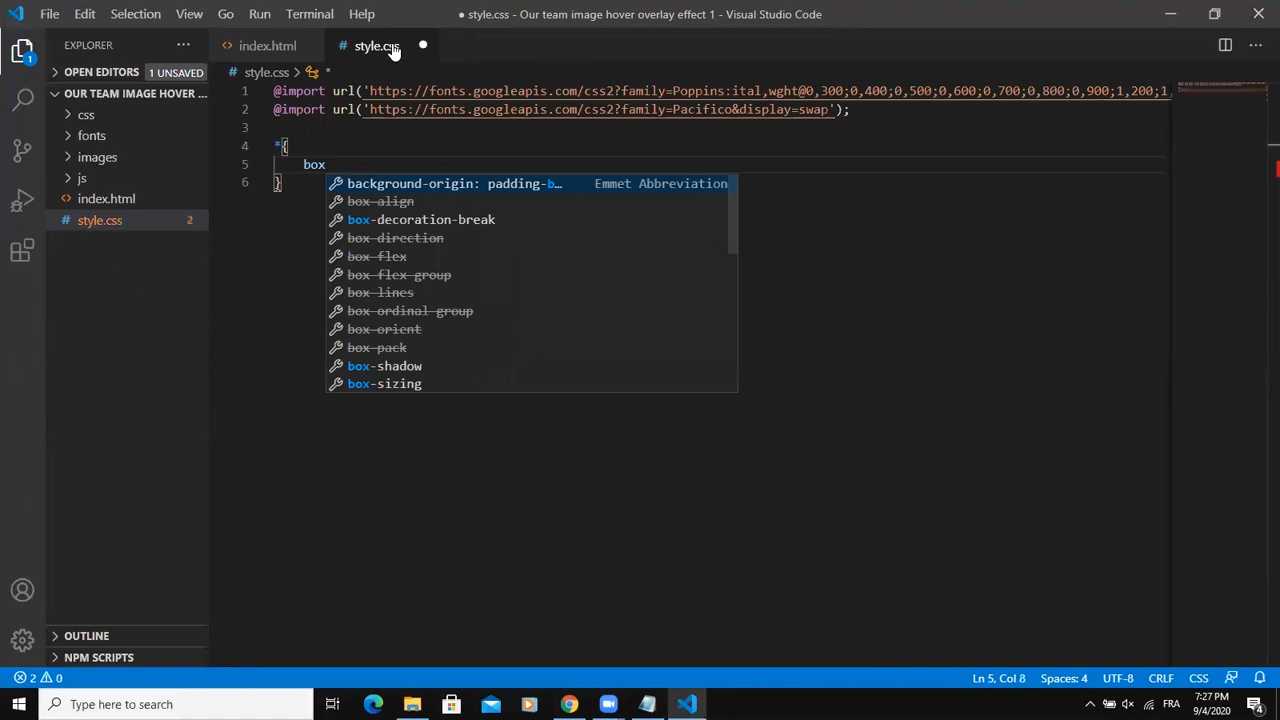 File Edit Selection View Go Run Terminal Help
● style.css - Our team image hover overlay effect 1 - Visual Studio Code
EXPLORER ···
index.html # style.css
OPEN EDITORS 1 UNSAVED
# style.css > *
OUR TEAM IMAGE HOVER ...
css
fonts
images
js
<> index.html
# style.css 2
1 @import url('https://fonts.googleapis.com/css2?family=Poppins:ital,wght@0,300;0,400;0,500;0,600;0,700;0,800;0,900;1,200;1,
2 @import url('https://fonts.googleapis.com/css2?family=Pacifico&display=swap');
3
4 *{
5 box
6 }
background-origin: padding-b… Emmet Abbreviation
box-align
box-decoration-break
box-direction
box-flex
box-flex-group
box-lines
box-ordinal-group
box-orient
box-pack
box-shadow
box-sizing
1
OUTLINE
NPM SCRIPTS
2 0
Ln 5, Col 8 Spaces: 4 UTF-8 CRLF CSS
Type here to search
FRA
7:27 PM
9/4/2020
4